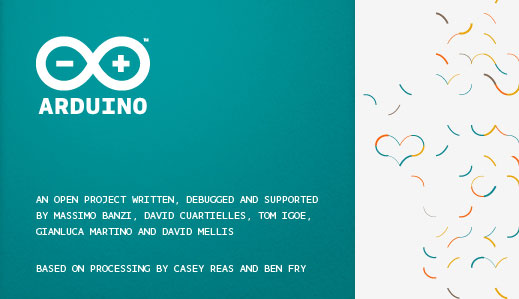 ARDUINO
™
AN OPEN PROJECT WRITTEN, DEBUGGED AND SUPPORTED
BY MASSIMO BANZI, DAVID CUARTIELLES, TOM IGOE,
GIANLUCA MARTINO AND DAVID MELLIS
BASED ON PROCESSING BY CASEY REAS AND BEN FRY